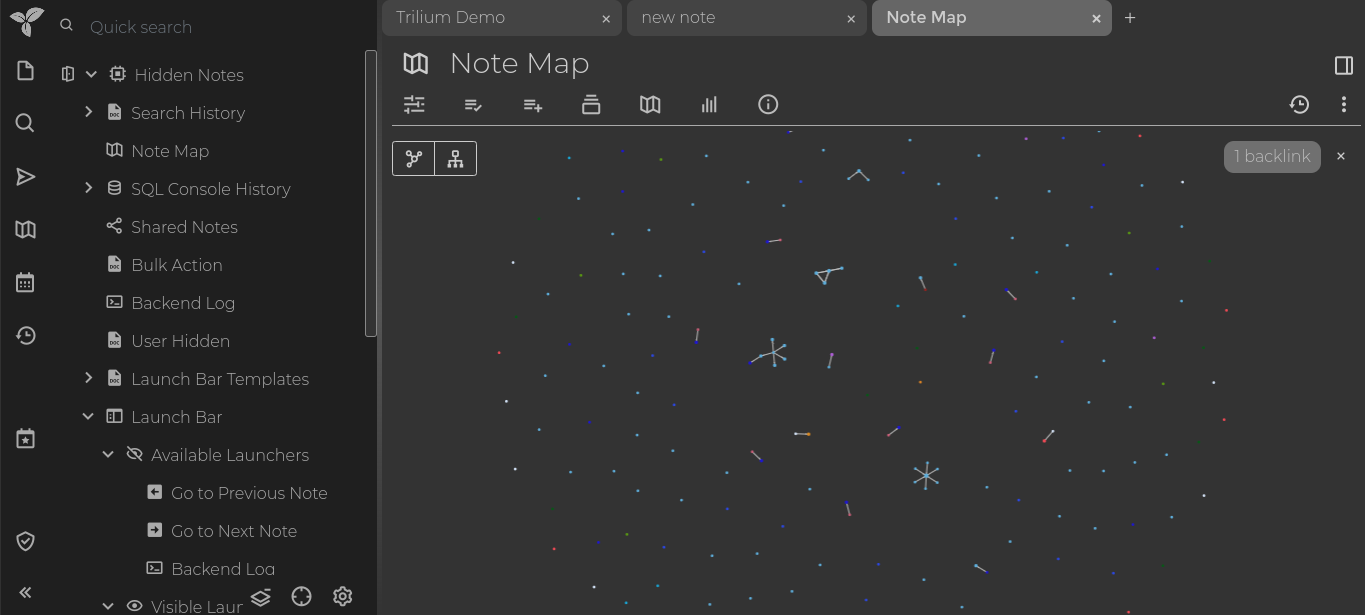 Quick search
Hidden Notes
Search History
Note Map
SQL Console History
Shared Notes
Bulk Action
Backend Log
User Hidden
Launch Bar Templates
Launch Bar
Available Launchers
Go to Previous Note
Go to Next Note
Backend Log
Visible Laur
Trilium Demo
new note
Note Map
Note Map
1 backlink